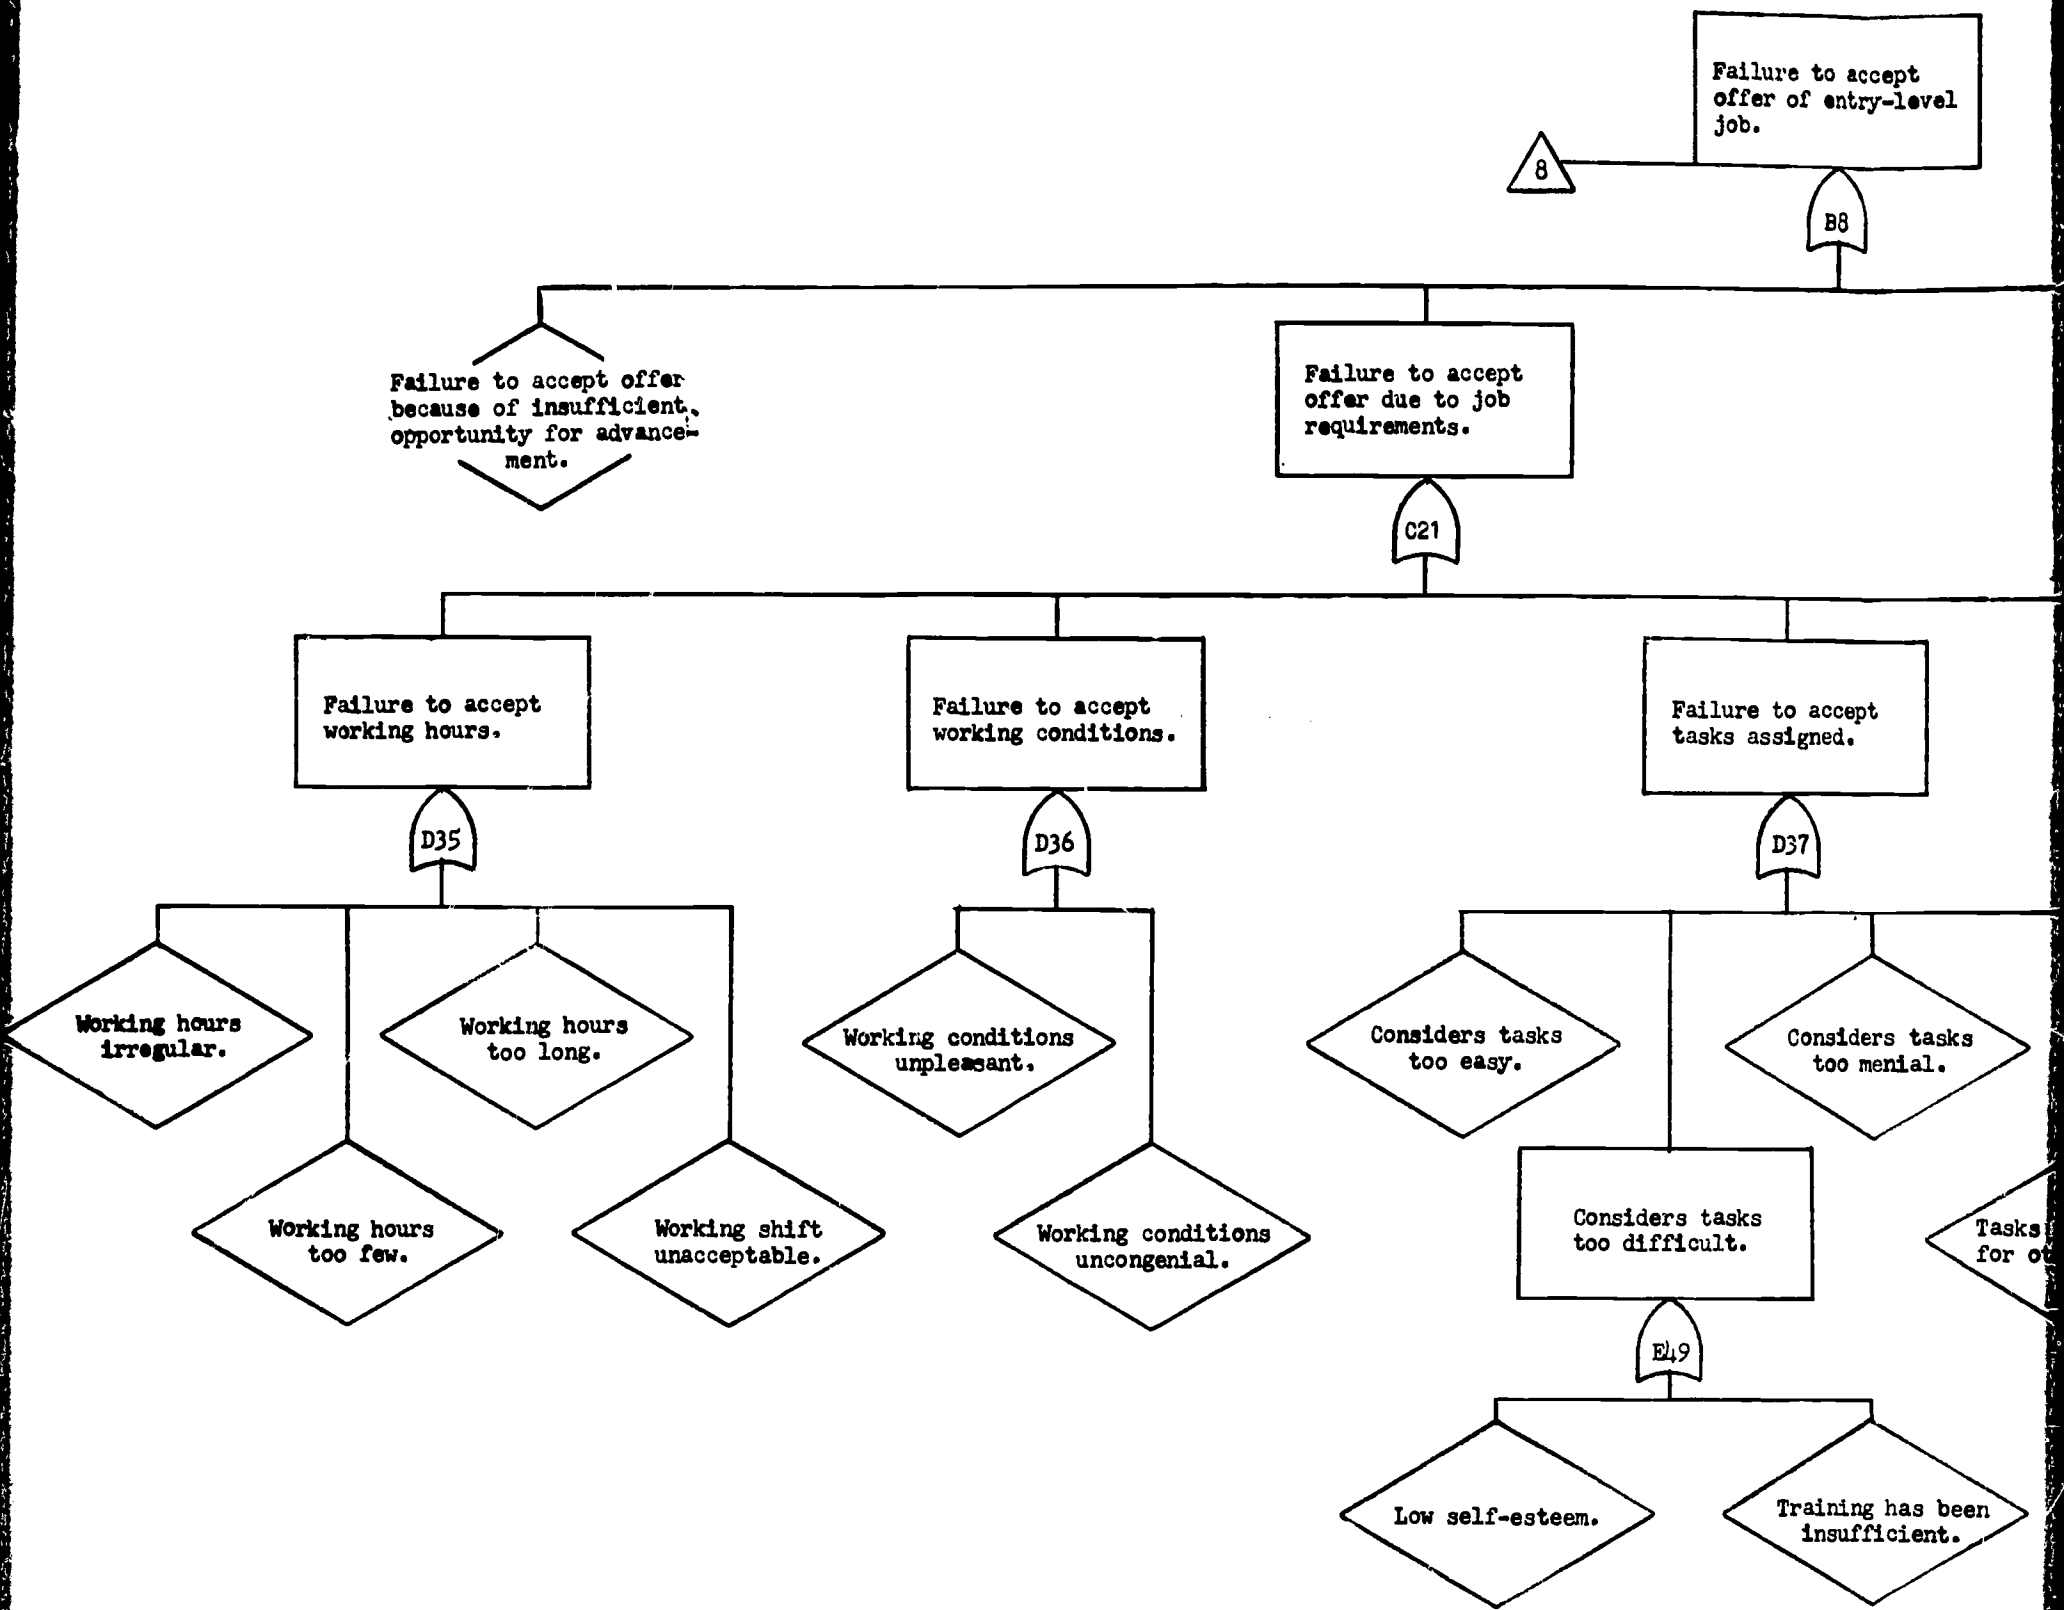 Failure to accept
offer of entry-level
job.
8
B8
Failure to accept offer
because of insufficient
opportunity for advance-
ment.
Failure to accept
offer due to job
requirements.
C21
Failure to accept
working hours.
Failure to accept
working conditions.
Failure to accept
tasks assigned.
D35
D36
D37
Working hours
irregular.
Working hours
too long.
Working conditions
unpleasant.
Considers tasks
too easy.
Considers tasks
too menial.
Working hours
too few.
Working shift
unacceptable.
Working conditions
uncongenial.
Considers tasks
too difficult.
Tasks
for
E49
Low self-esteem.
Training has been
insufficient.